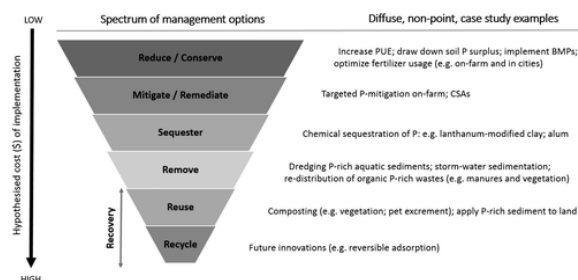 LOW
Spectrum of management options
Diffuse, non-point, case study examples
Hypothesised cost ($) of implementation
Reduce / Conserve
Increase PUE; draw down soil P surplus; implement BMPs;
optimize fertilizer usage (e.g. on-farm and in cities)
Mitigate / Remediate
Targeted P-mitigation on-farm; CSAs
Sequester
Chemical sequestration of P: e.g. lanthanum-modified clay; alum
Remove
Dredging P-rich aquatic sediments; storm-water sedimentation;
re-distribution of organic P-rich wastes (e.g. manures and vegetation)
Recovery
Reuse
Composting (e.g. vegetation; pet excrement); apply P-rich sediment to land
Recycle
Future innovations (e.g. reversible adsorption)
HIGH